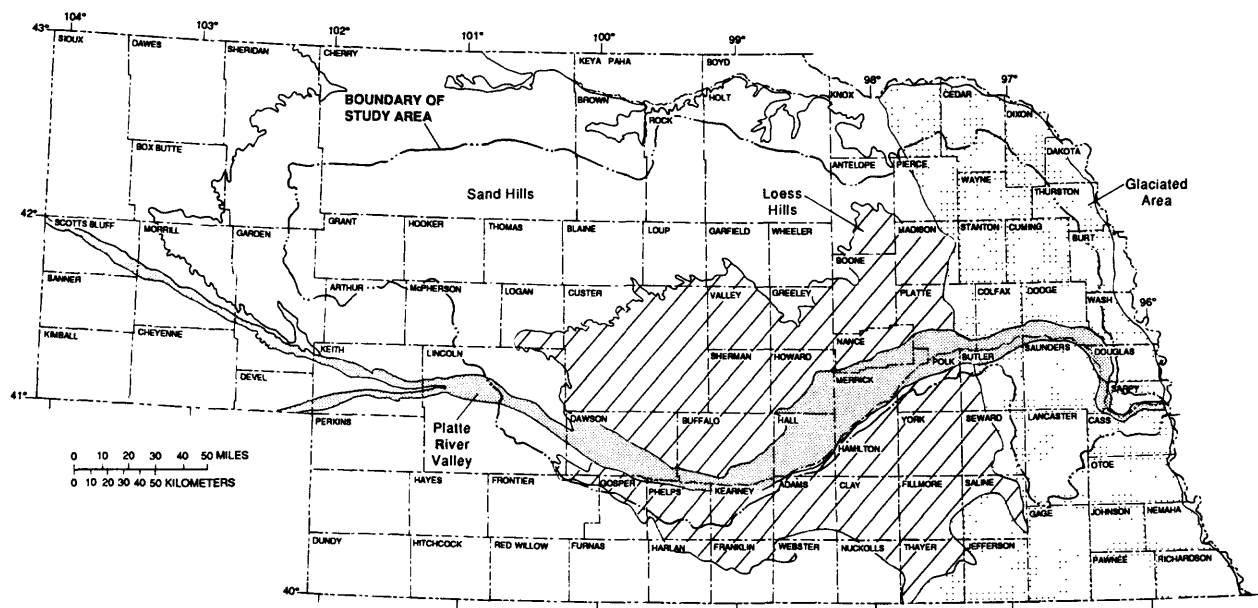 104°
43°
103°
102°
101°
100°
99°
98°
97°
SIOUX
DAWES
SHERIDAN
CHERRY
KEYA PAHA
BOYD
KNOX
CEDAR
DIXON
BROWN
ROCK
HOLT
BOUNDARY OF
STUDY AREA
BOX BUTTE
ANTELOPE
PIERCE
WAYNE
DAKOTA
THURSTON
Glaciated
Area
Sand Hills
Loess
Hills
42°
SCOTTS BLUFF
MORRILL
GARDEN
GRANT
HOOKER
THOMAS
BLAINE
LOUP
GARFIELD
WHEELER
MADISON
STANTON
CUMING
BURT
BOONE
BANNER
ARTHUR
McPHERSON
LOGAN
CUSTER
VALLEY
GREELEY
PLATTE
COLFAX
DODGE
WASH
96°
KIMBALL
CHEYENNE
KEITH
LINCOLN
SHERMAN
HOWARD
NANCE
MERRICK
POLK
BUTLER
SAUNDERS
DOUGLAS
SARPY
DEVEL
41°
PERKINS
Platte
River
Valley
DAWSON
BUFFALO
HALL
HAMILTON
YORK
SEWARD
LANCASTER
CASS
OTOE
0 10 20 30 40 50 MILES
0 10 20 30 40 50 KILOMETERS
HAYES
FRONTIER
GOSPER
PHELPS
KEARNEY
ADAMS
CLAY
FILLMORE
SALINE
GAGE
JOHNSON
NEMAHA
DUNDY
HITCHCOCK
RED WILLOW
FURNAS
HARLAN
FRANKLIN
WEBSTER
NUCKOLLS
THAYER
JEFFERSON
PAWNEE
RICHARDSON
40°